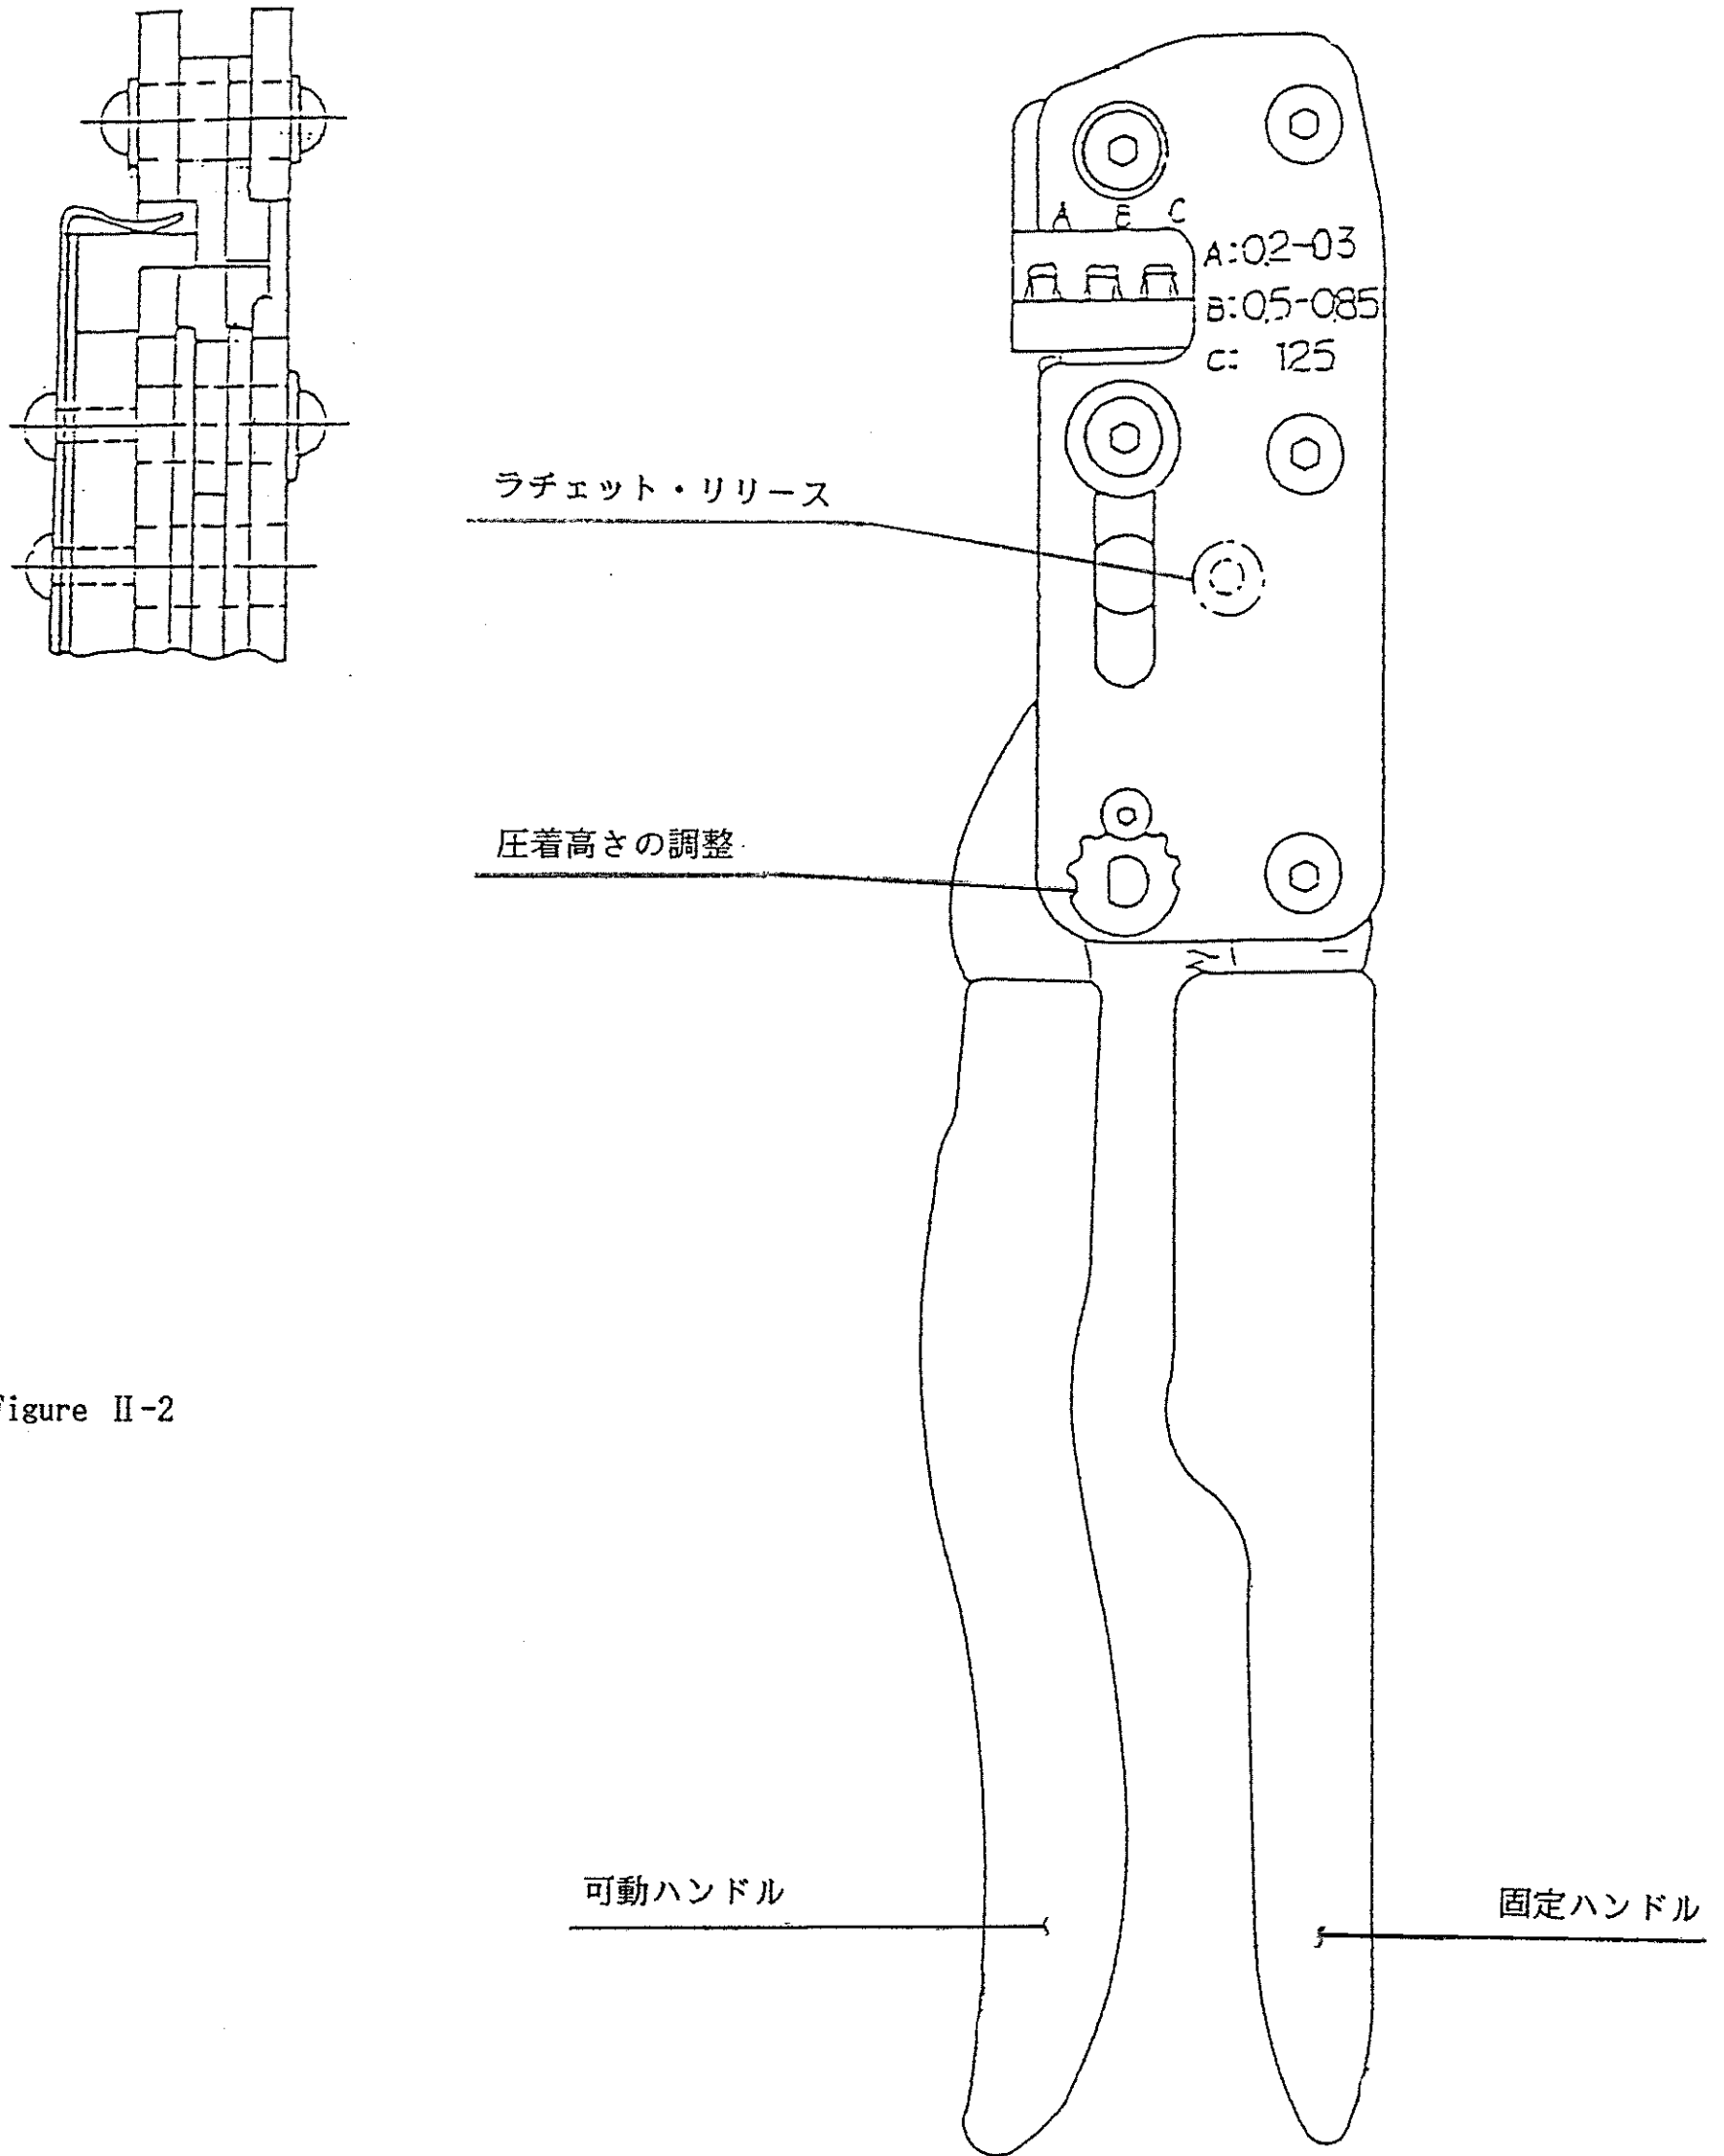 A B C
A:0.2-0.3
B:0.5-0.85
C: 1.25
ラチェット・リリース
圧着高さの調整
Figure Ⅱ-2
可動ハンドル
固定ハンドル